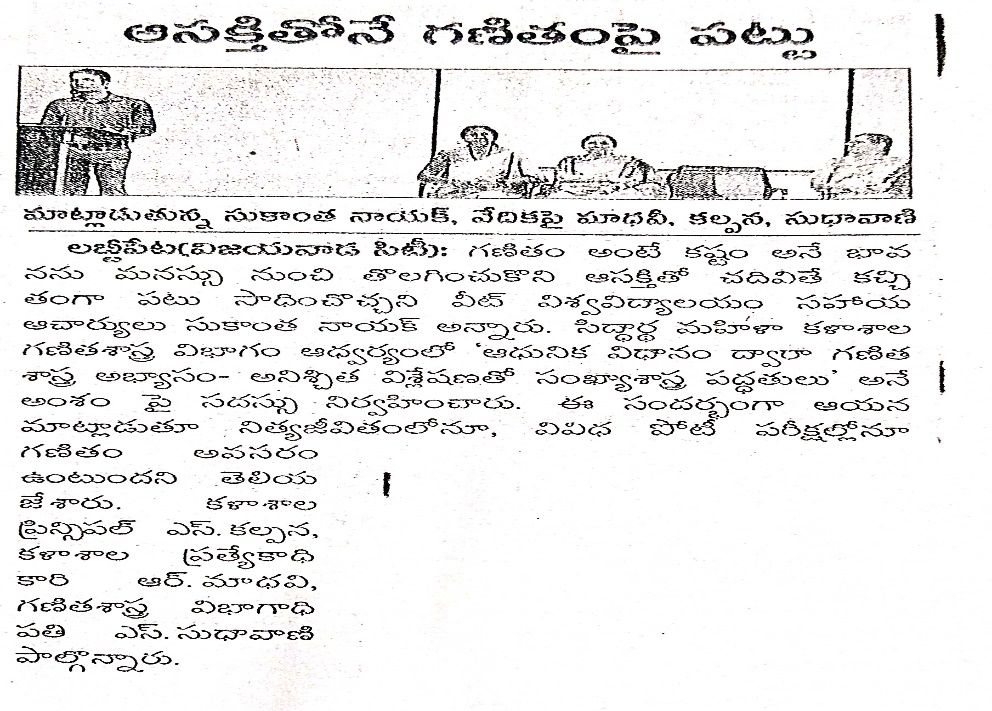 ఆసక్తితోనే గణితంపై పట్లు
మాట్లాడుతున్న సుకాంత నాయక్, వేదికపై మాధవి, కల్పన, సుధావాణి
లబ్బీపేట(విజయవాడ సిటీ): గణితం అంటే కష్టం అనే భావ
నను మనస్సు నుంచి తొలగించుకొని ఆసక్తితో చదివితే కచ్చి
తంగా పటు సాధించొచ్చని వీట్ విశ్వవిద్యాలయం, సహాయ
ఆచార్యులు సుకాంత నాయక్ అన్నారు. సిద్ధార్థ మహిళా కళాశాల
గణితశాస్త్ర విభాగం ఆధ్వర్యంలో 'ఆధునిక విధానం ద్వారా గణిత
శాస్త్ర అభ్యాసం- అనిశ్చిత విశ్లేషణతో సంఖ్యాశాస్త్ర పద్ధతులు' అనే
అంశం పై సదస్సు నిర్వహించారు. ఈ సందర్భంగా ఆయన
మాట్లాడుతూ నిత్యజీవితంలోనూ, వివిధ పోటీ పరీక్షల్లోనూ
గణితం అవసరం
ఉంటుందని తెలియ
జేశారు. కళాశాల
ప్రిన్సిపల్ ఎస్.కల్పన,
కళాశాల ప్రత్యేకాధి
కారి ఆర్.మాధవి,
గణితశాస్త్ర విభాగాధి
పతి ఎస్.సుధావాణి
పాల్గొన్నారు.